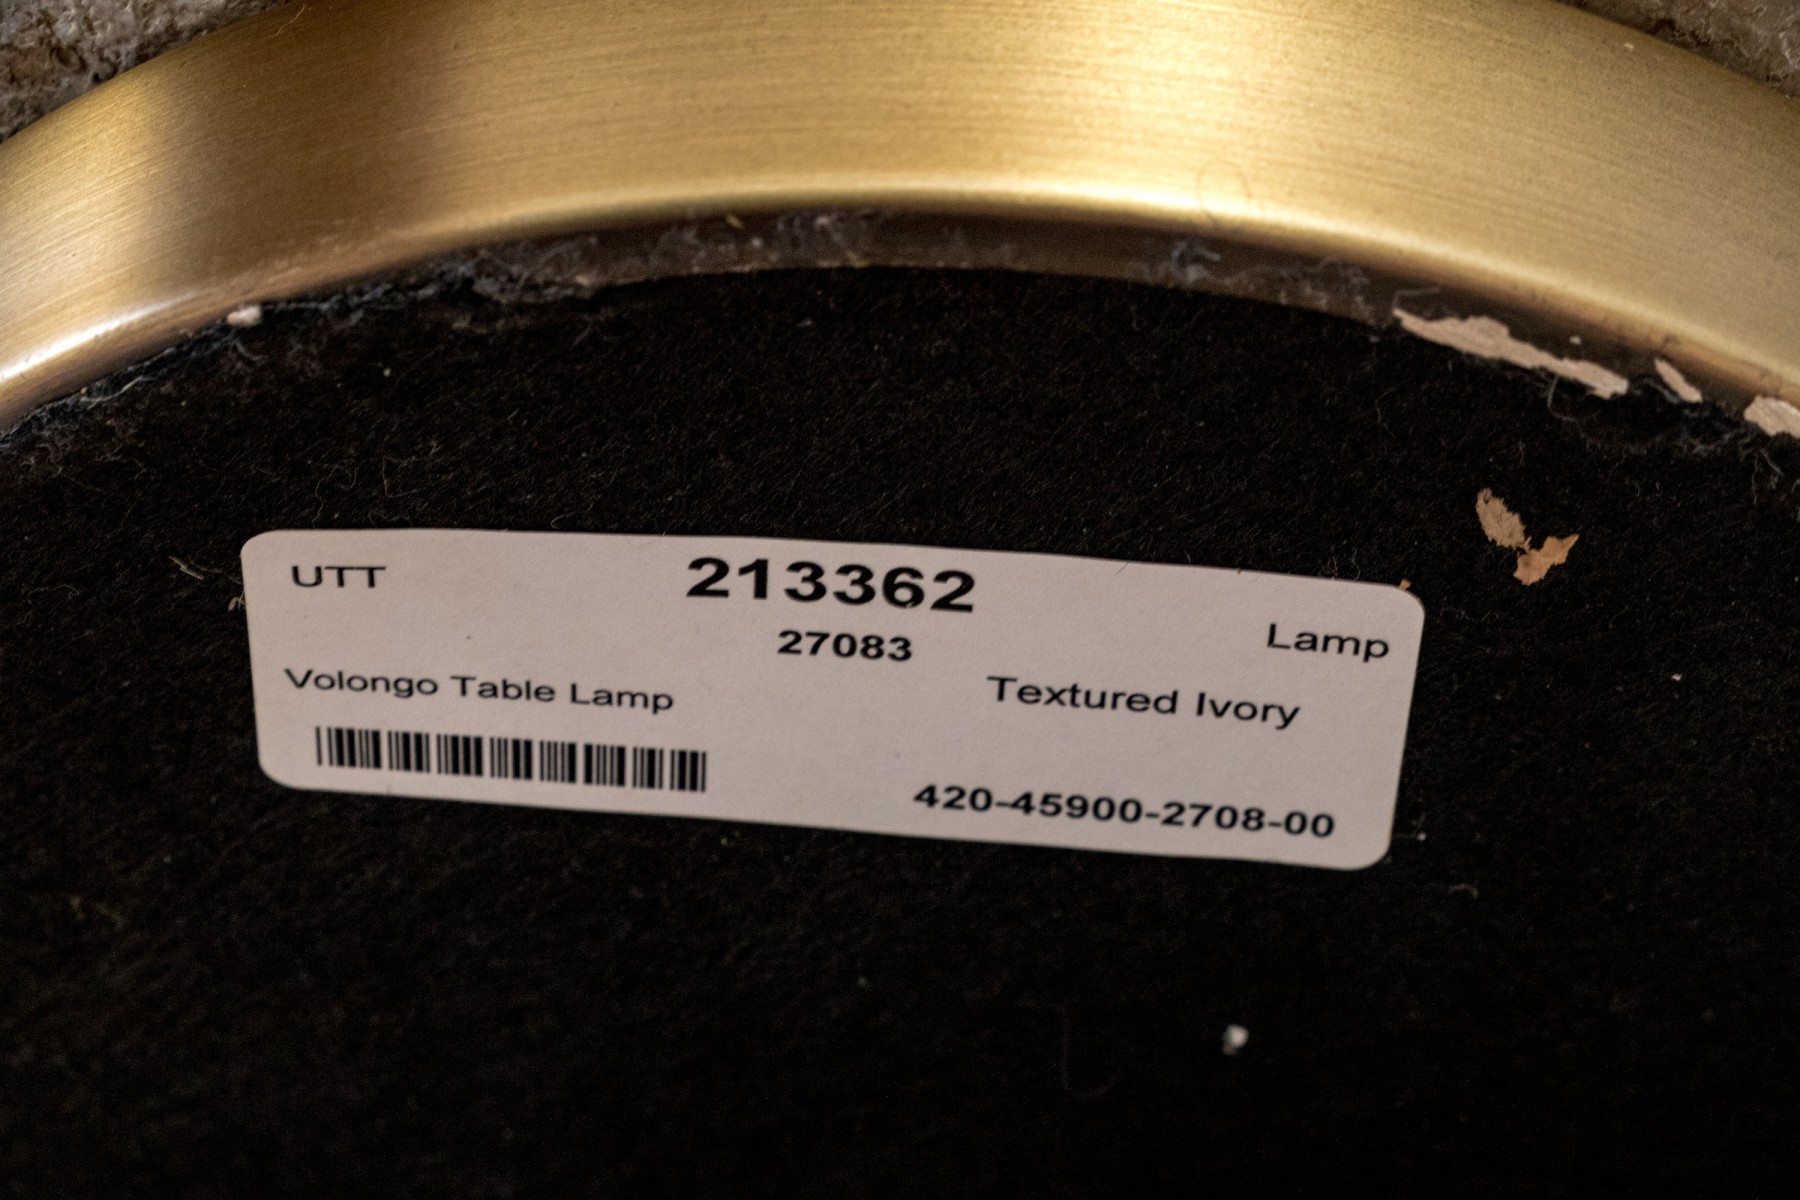 UTT 213362 Lamp
27083
Volongo Table Lamp Textured Ivory
420-45900-2708-00